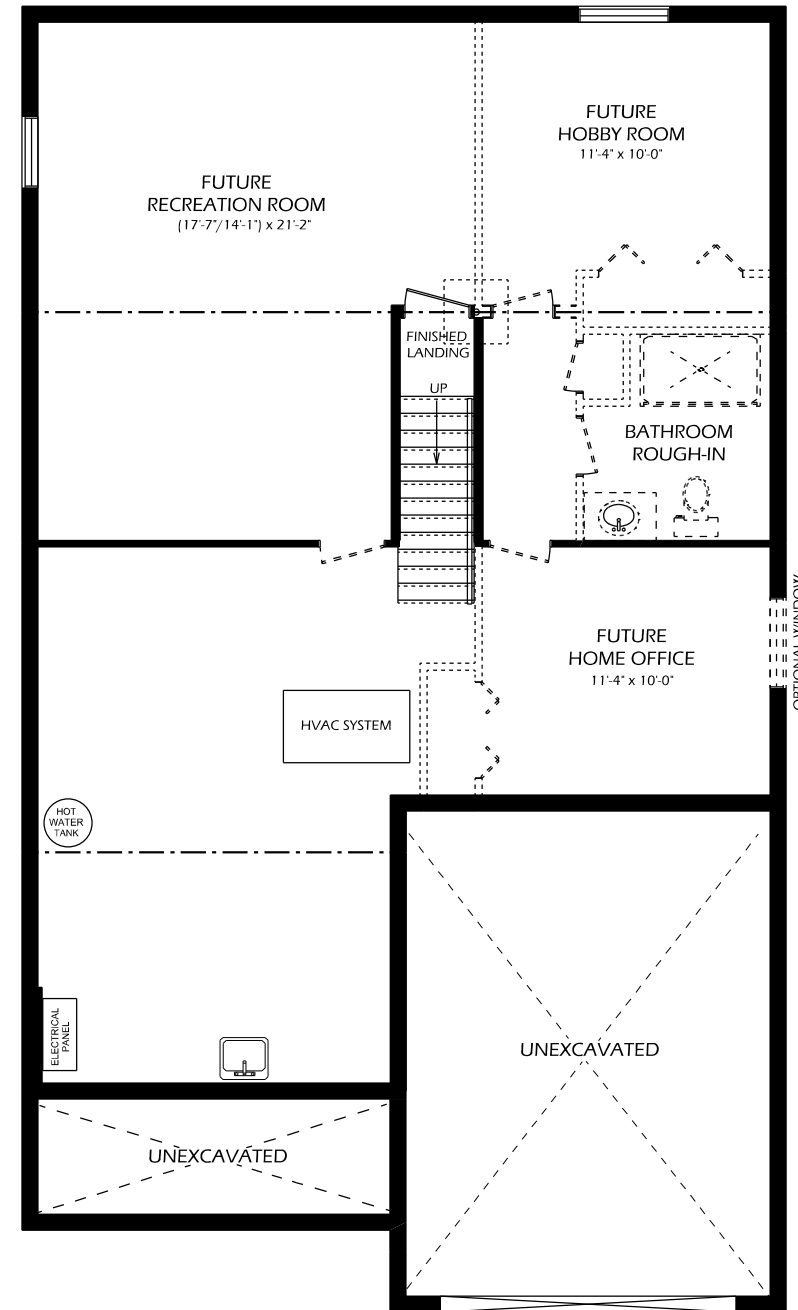 FUTURE
HOBBY ROOM
11'-4" x 10'-0"
FUTURE
RECREATION ROOM
(17'-7"/14'-1") x 21'-2"
FINISHED
LANDING
UP
BATHROOM
ROUGH-IN
FUTURE
HOME OFFICE
11'-4" x 10'-0"
OPTIONAL WINDOW
HVAC SYSTEM
HOT
WATER
TANK
ELECTRICAL
PANEL
UNEXCAVATED
UNEXCAVATED